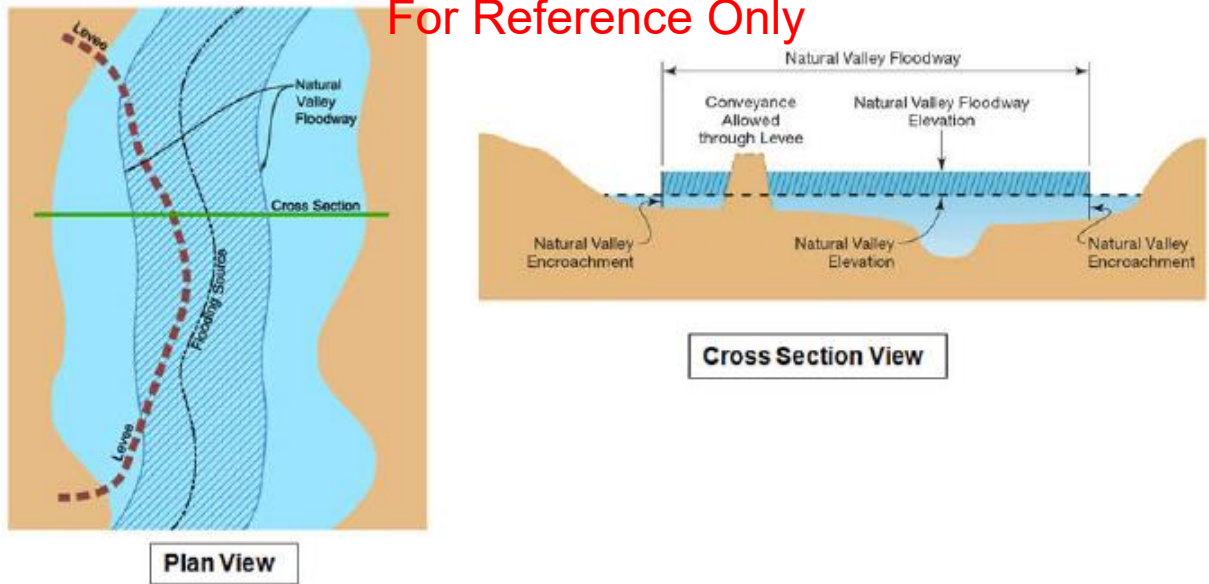 For Reference Only
Levee
Natural
Valley
Floodway
Cross Section
Flooding Source
Levee
Plan View
Natural Valley Floodway
Conveyance
Allowed
through Levee
Natural Valley Floodway
Elevation
Natural Valley
Encroachment
Natural Valley
Elevation
Natural Valley
Encroachment
Cross Section View